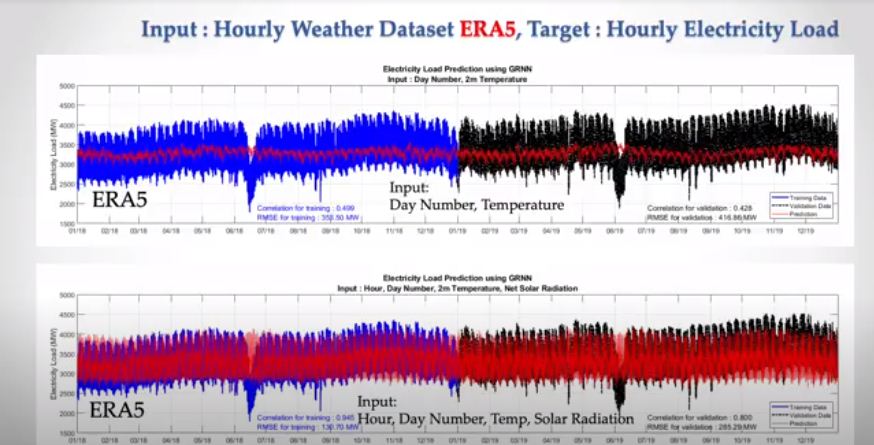 Input : Hourly Weather Dataset ERA5, Target : Hourly Electricity Load
Electricity Load Prediction using GRNN
Input : Day Number, 2m Temperature
Electricity Load (MW)
5000
4500
4000
3500
3000
2500
2000
1500
ERA5
Correlation for training : 0.499
RMSE for training : 358.50 MW
Input:
Day Number, Temperature
Correlation for validation : 0.428
RMSE for validation : 416.86 MW
Training Data
Validation Data
Prediction
01/18 02/18 03/18 04/18 05/18 06/18 07/18 08/18 09/18 10/18 11/18 12/18 01/19 02/19 03/19 04/19 05/19 06/19 07/19 08/19 09/19 10/19 11/19 12/19
Electricity Load Prediction using GRNN
Input : Hour, Day Number, 2m Temperature, Net Solar Radiation
Electricity Load (MW)
5000
4500
4000
3500
3000
2500
2000
1500
ERA5
Correlation for training : 0.945
RMSE for training : 130.70 MW
Input:
Hour, Day Number, Temp, Solar Radiation
Correlation for validation : 0.800
RMSE for validation : 285.29 MW
Training Data
Validation Data
Prediction
01/18 02/18 03/18 04/18 05/18 06/18 07/18 08/18 09/18 10/18 11/18 12/18 01/19 02/19 03/19 04/19 05/19 06/19 07/19 08/19 09/19 10/19 11/19 12/19